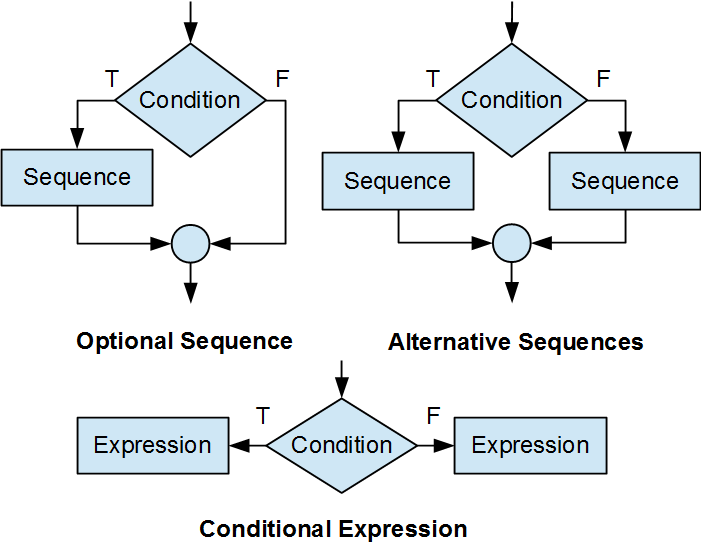 T
F
Condition
Sequence
Optional Sequence
T
F
Condition
Sequence
Sequence
Alternative Sequences
T
F
Expression
Condition
Expression
Conditional Expression